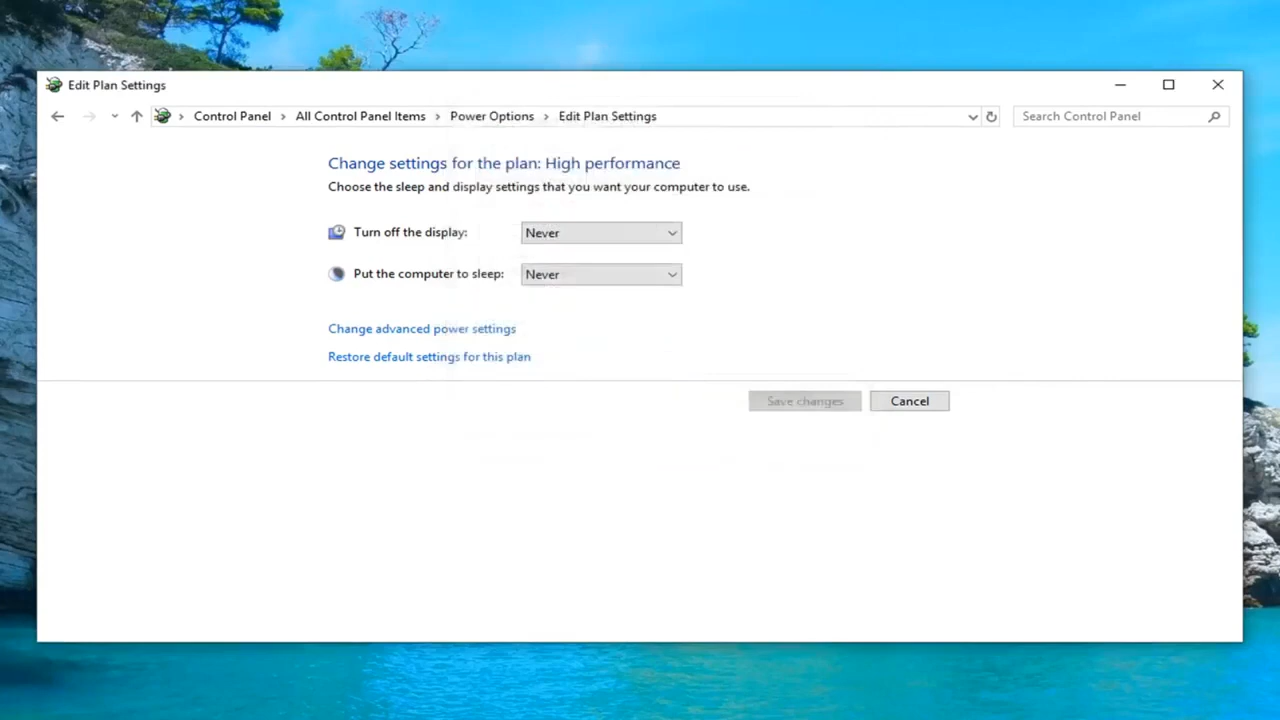 Edit Plan Settings
Control Panel > All Control Panel Items > Power Options > Edit Plan Settings
Search Control Panel
Change settings for the plan: High performance
Choose the sleep and display settings that you want your computer to use.
Turn off the display: Never
Put the computer to sleep: Never
Change advanced power settings
Restore default settings for this plan
Save changes Cancel